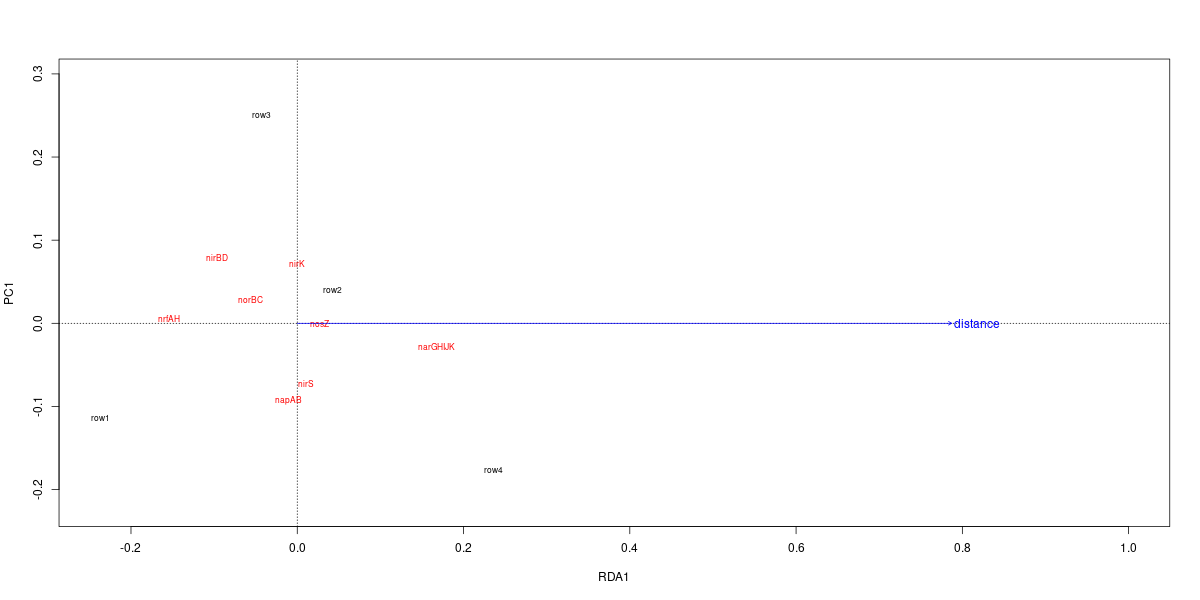 0.3
row3
0.2
0.1
nirBD
nirK
row2
norBC
PC1
nrfAH
0.0
nosZ
distance
narGHIJK
nirS
napAB
-0.1
row1
row4
-0.2
-0.2 0.0 0.2 0.4 0.6 0.8 1.0
RDA1